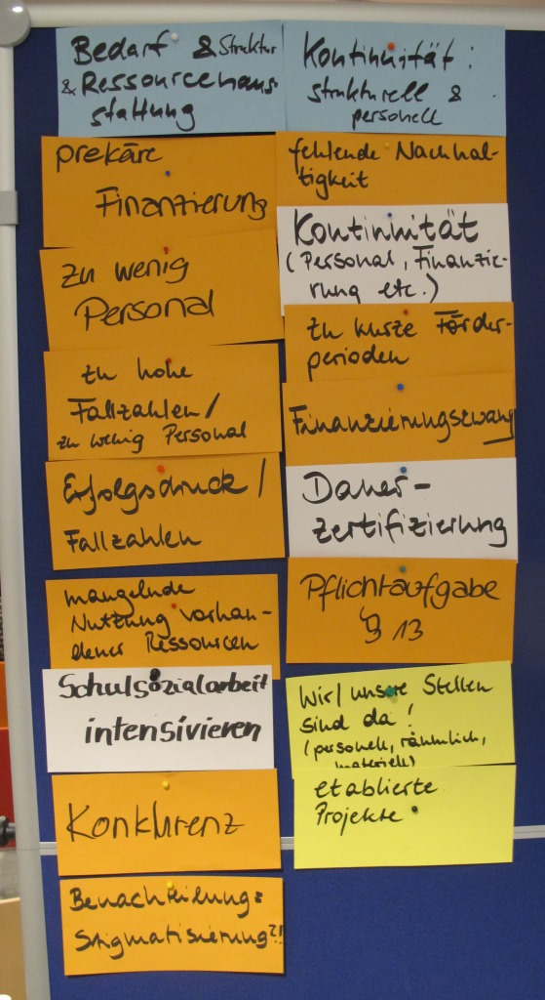 Bedarf & Struktur
& Ressourcenaus
stattung
prekäre
Finanzierung
zu wenig
Personal
zu hohe
Fallzahlen /
zu wenig Personal
Erfolgsdruck /
Fallzahlen
mangelnde
Nutzung vorhan-
dener Ressourcen
Schulsozialarbeit
intensivieren
Konkurrenz
Benachteilung =
Stigmatisierung?!
Kontinuität :
strukturell &
personell
fehlende Nachhal-
tigkeit
Kontinuität
(Personal, Finanzie-
rung etc.)
zu kurze Förder-
perioden
Finanzierungszwang
Dauer-
zertifizierung
Pflichtaufgabe
§ 13
Wir / unsere Stellen
sind da!
(personell, räumlich,
materiell)
etablierte
Projekte